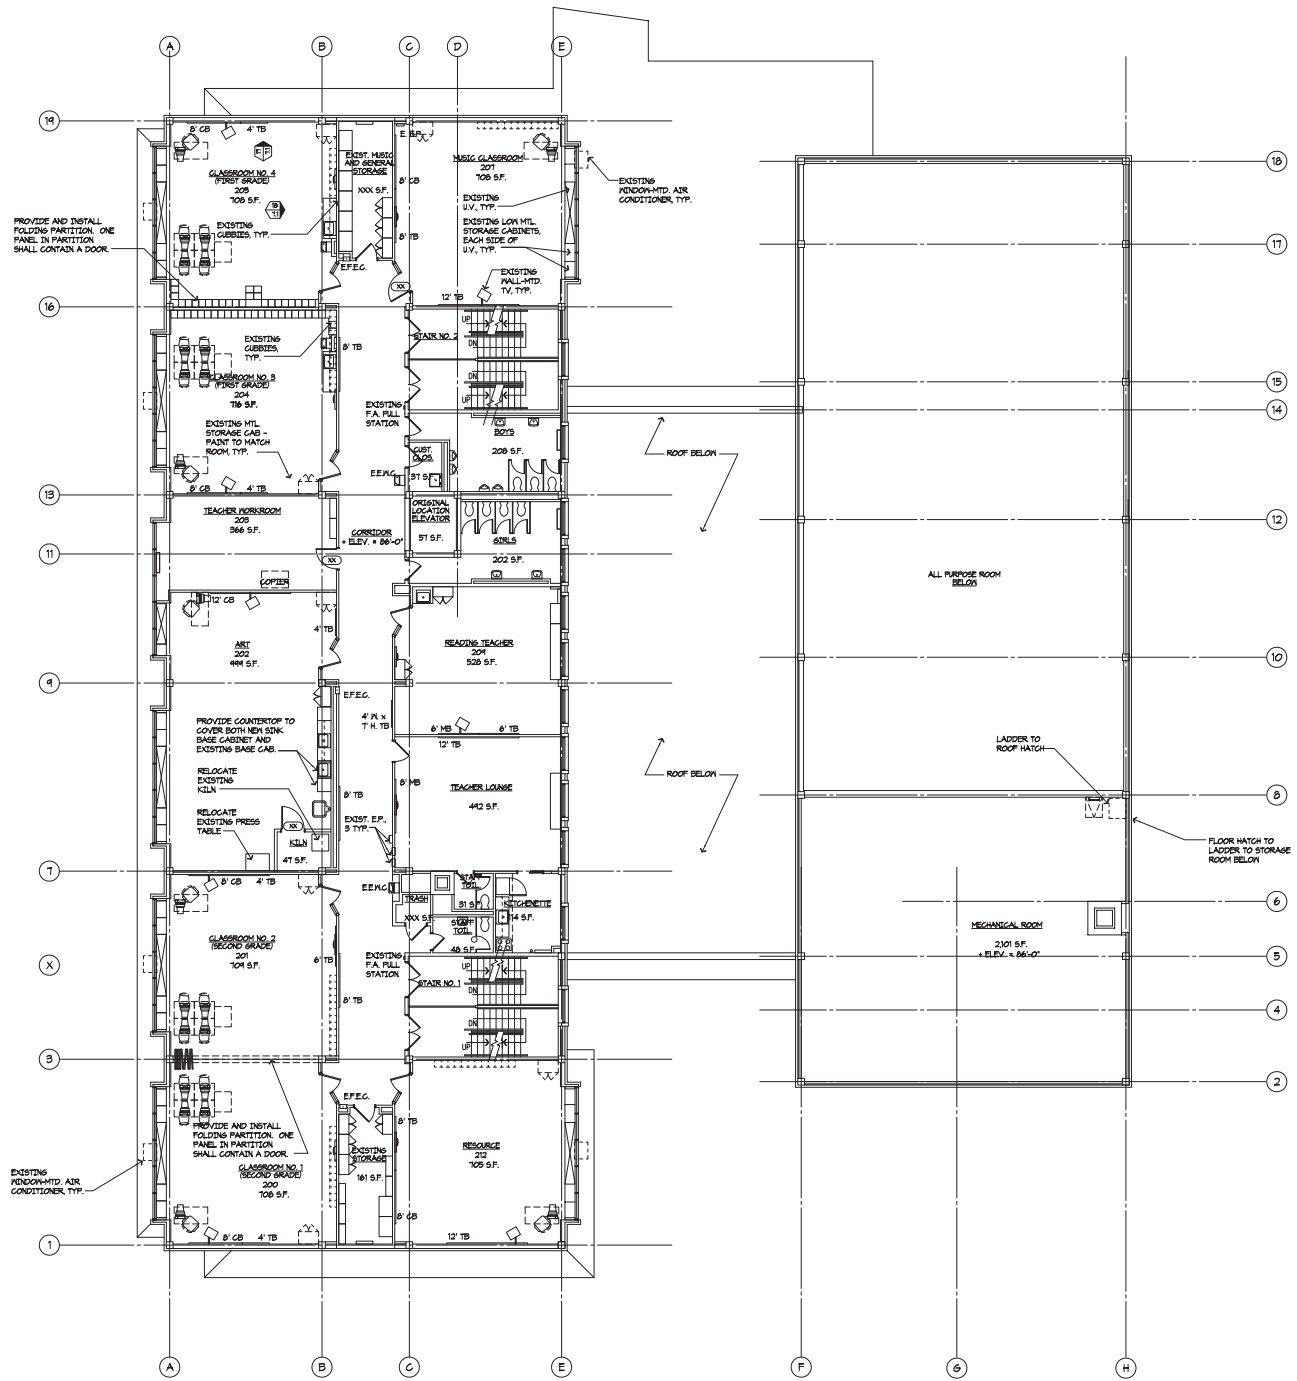 A
B
C
D
E
19
18
8' CB
4' TB
E.E.P.
EXIST. MUSIC
AND GENERAL
STORAGE
XXX S.F.
MUSIC CLASSROOM
207
708 S.F.
CLASSROOM NO. 4
(FIRST GRADE)
205
708 S.F.
8' CB
8' TB
EXISTING
WINDOW-MTD. AIR
CONDITIONER, TYP.
EXISTING
U.V., TYP.
EXISTING LOW MTL.
STORAGE CABINETS,
EACH SIDE OF
U.V., TYP.
PROVIDE AND INSTALL
FOLDING PARTITION. ONE
PANEL IN PARTITION
SHALL CONTAIN A DOOR.
EXISTING
CUBBIES, TYP.
17
E.F.E.C.
XX
EXISTING
WALL-MTD.
TV, TYP.
12' TB
16
UP
STAIR NO. 2
DN
EXISTING
CUBBIES,
TYP.
8' TB
CLASSROOM NO. 3
(FIRST GRADE)
204
716 S.F.
DN
UP
15
14
EXISTING
F.A. PULL
STATION
EXISTING MTL.
STORAGE CAB -
PAINT TO MATCH
ROOM, TYP.
BOYS
208 S.F.
CUST.
CLOS.
37 S.F.
E.E.W.C.
ROOF BELOW
8' CB
4' TB
13
TEACHER WORKROOM
203
366 S.F.
ORIGINAL
LOCATION
ELEVATOR
57 S.F.
CORRIDOR
+ ELEV. = 86'-0"
GIRLS
202 S.F.
12
11
XX
COPIER
ALL PURPOSE ROOM
BELOW
12' CB
4' TB
ART
202
999 S.F.
READING TEACHER
209
528 S.F.
10
9
E.F.E.C.
4' W. x
7' H. TB
PROVIDE COUNTERTOP TO
COVER BOTH NEW SINK
BASE CABINET AND
EXISTING BASE CAB.
6' MB
8' TB
12' TB
LADDER TO
ROOF HATCH
RELOCATE
EXISTING
KILN
8' TB
8' MB
TEACHER LOUNGE
492 S.F.
ROOF BELOW
8
RELOCATE
EXISTING PRESS
TABLE
XX
KILN
47 S.F.
EXIST. E.P.,
3 TYP.
FLOOR HATCH TO
LADDER TO STORAGE
ROOM BELOW
7
8' CB
4' TB
E.E.W.C.
TRASH
XXX S.F.
STAFF
TOIL.
31 S.F.
KITCHENETTE
114 S.F.
6
STAFF
TOIL.
48 S.F.
MECHANICAL ROOM
2,101 S.F.
+ ELEV. = 86'-0"
CLASSROOM NO. 2
(SECOND GRADE)
201
709 S.F.
6' TB
8' TB
EXISTING
F.A. PULL
STATION
X
5
UP
STAIR NO. 1
DN
4
DN
UP
3
2
E.F.E.C.
PROVIDE AND INSTALL
FOLDING PARTITION. ONE
PANEL IN PARTITION
SHALL CONTAIN A DOOR.
8' TB
EXISTING
STORAGE
181 S.F.
RESOURCE
212
705 S.F.
CLASSROOM NO. 1
(SECOND GRADE)
200
708 S.F.
EXISTING
WINDOW-MTD. AIR
CONDITIONER, TYP.
8' CB
8' CB
4' TB
12' TB
1
A
B
C
E
F
G
H